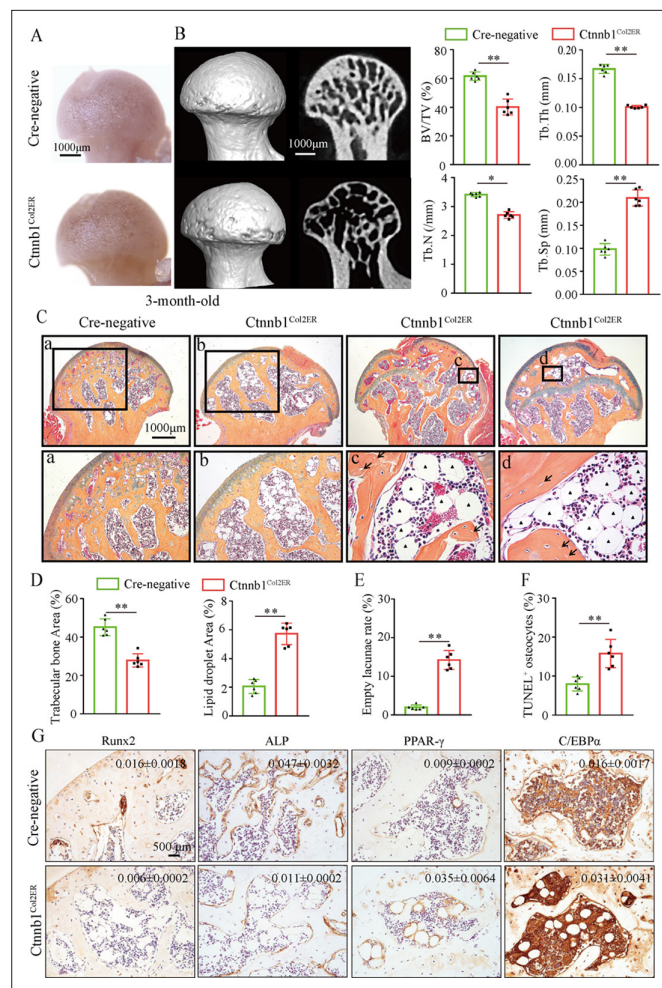 A
B
Cre-negative
Ctnnb1Col2ER
Cre-negative
1000μm
1000μm
Ctnnb1Col2ER
3-month-old
BV/TV (%)
80
60
40
20
0
**
Tb.Th (mm)
0.20
0.15
0.10
0.05
0.00
**
Tb.N (/mm)
4
3
2
1
0
*
Tb.Sp (mm)
0.25
0.20
0.15
0.10
0.05
0.00
**
C
Cre-negative
Ctnnb1Col2ER
Ctnnb1Col2ER
Ctnnb1Col2ER
a
b
c
d
1000μm
a
b
c
d
D
Cre-negative
Ctnnb1Col2ER
E
F
Trabecular bone Area (%)
60
40
20
0
**
Lipid droplet Area (%)
8
6
4
2
0
**
Empty lacunae rate (%)
30
20
10
0
**
TUNEL+ osteocytes (%)
30
20
10
0
**
G
Runx2
ALP
PPAR-γ
C/EBPα
Cre-negative
0.016±0.0018
0.047±0.0032
0.009±0.0002
0.016±0.0017
500 μm
Ctnnb1Col2ER
0.006±0.0002
0.011±0.0002
0.035±0.0064
0.031±0.0041